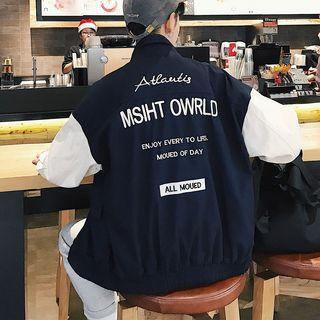 Atlantis
MSIHT OWRLD
ENJOY EVERY TO LIFE.
MOUED OF DAY
ALL MOUED